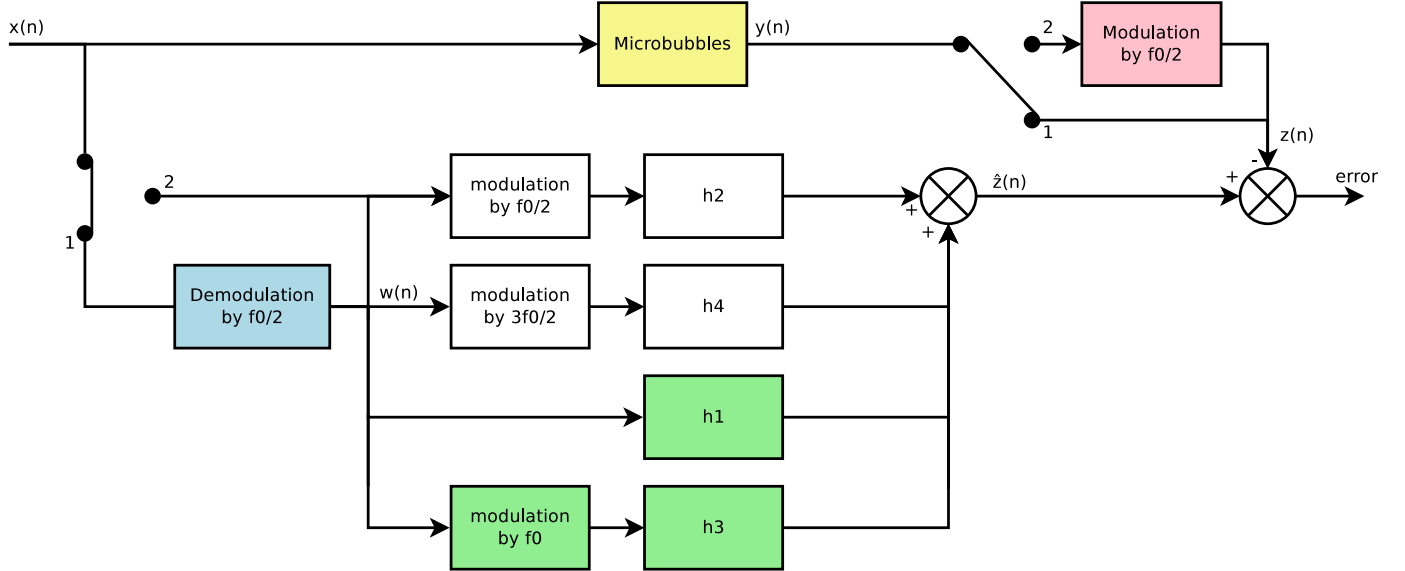 x(n)
Microbubbles
y(n)
2
Modulation
by f0/2
1
z(n)
-
2
modulation
by f0/2
h2
+
+
ẑ(n)
+
error
1
Demodulation
by f0/2
w(n)
modulation
by 3f0/2
h4
h1
modulation
by f0
h3